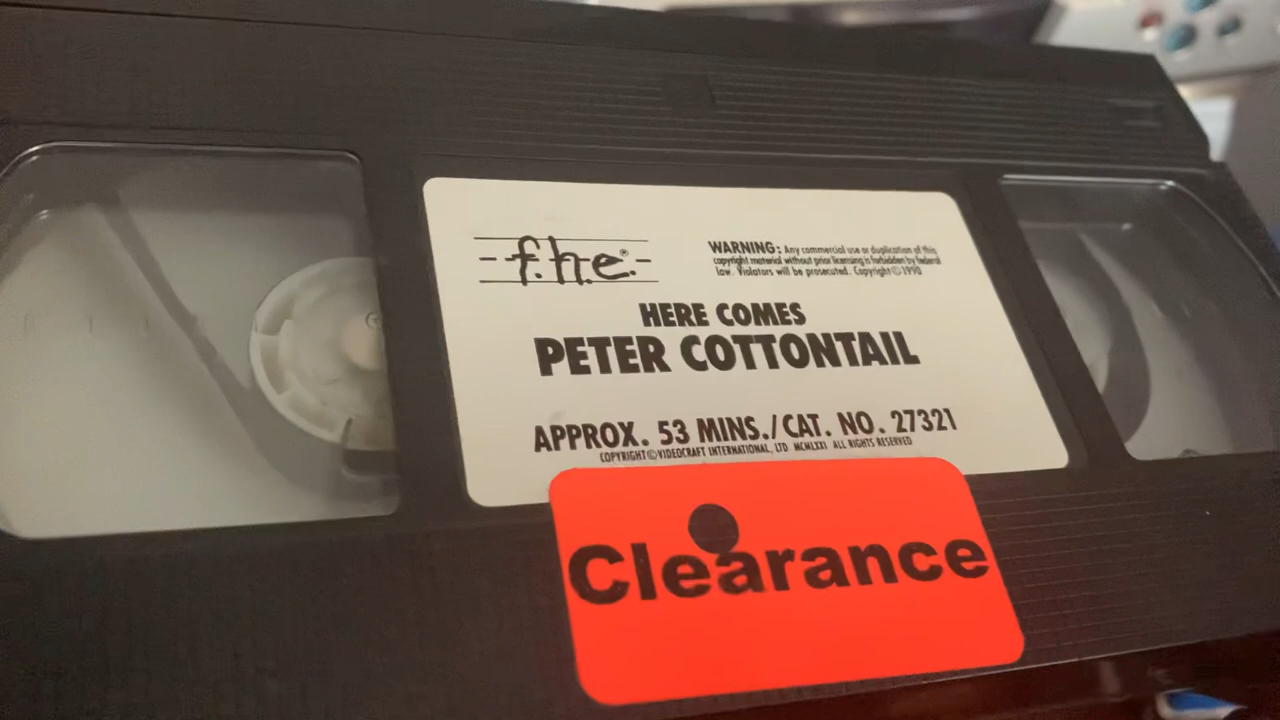 f.h.e.®
WARNING: Any commercial use or duplication of this
copyright material without prior licensing is forbidden by federal
law. Violators will be prosecuted. Copyright©1990
HERE COMES
PETER COTTONTAIL
APPROX. 53 MINS./CAT. NO. 27321
COPYRIGHT©VIDEOCRAFT INTERNATIONAL, LTD MCMLXXI ALL RIGHTS RESERVED
Clearance